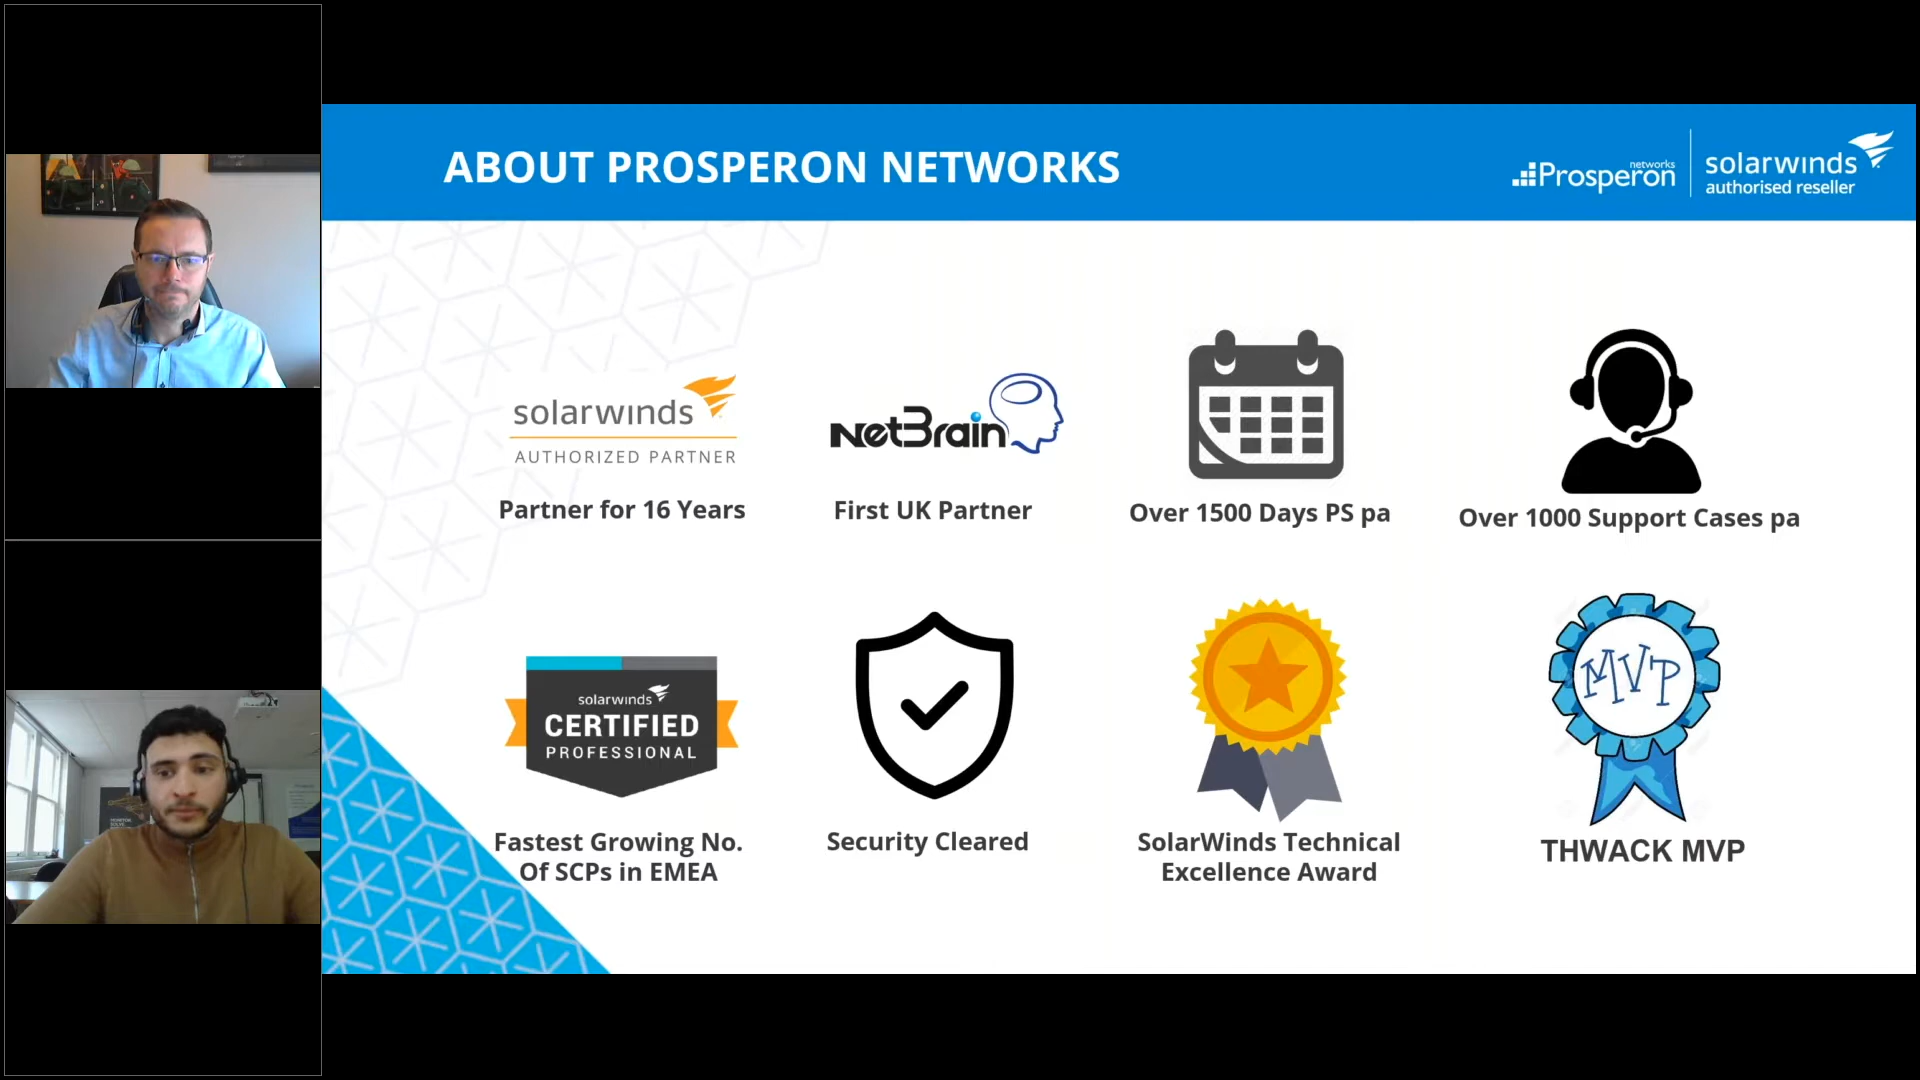 ABOUT PROSPERON NETWORKS
networks
Prosperon
solarwinds
authorised reseller
solarwinds
AUTHORIZED PARTNER
Partner for 16 Years
NetBrain
First UK Partner
Over 1500 Days PS pa
Over 1000 Support Cases pa
solarwinds
CERTIFIED
PROFESSIONAL
Fastest Growing No.
Of SCPs in EMEA
Security Cleared
SolarWinds Technical
Excellence Award
MVP
THWACK MVP